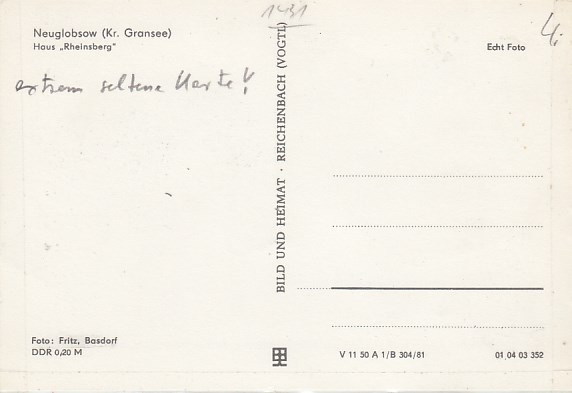 Neuglobsow (Kr. Gransee)
Haus „Rheinsberg"
extrem seltene Karte!
1431
BILD UND HEIMAT · REICHENBACH (VOGTL)
Echt Foto
4,-
Foto: Fritz, Basdorf
DDR 0,20 M
V 11 50 A 1/B 304/81
01 04 03 352